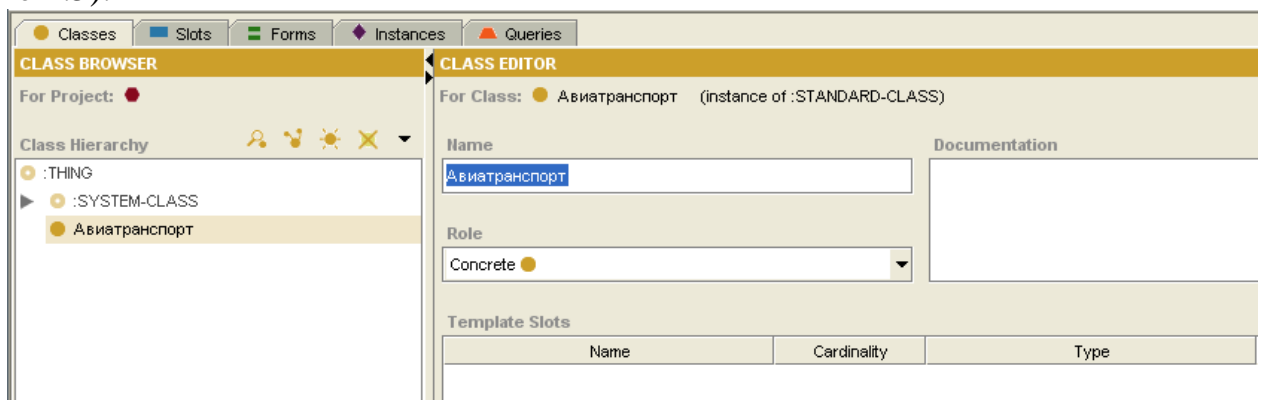 Classes Slots Forms Instances Queries
CLASS BROWSER
For Project:
Class Hierarchy
:THING
:SYSTEM-CLASS
Авиатранспорт
CLASS EDITOR
For Class: Авиатранспорт (instance of :STANDARD-CLASS)
Name
Авиатранспорт
Documentation
Role
Concrete
Template Slots
Name Cardinality Type